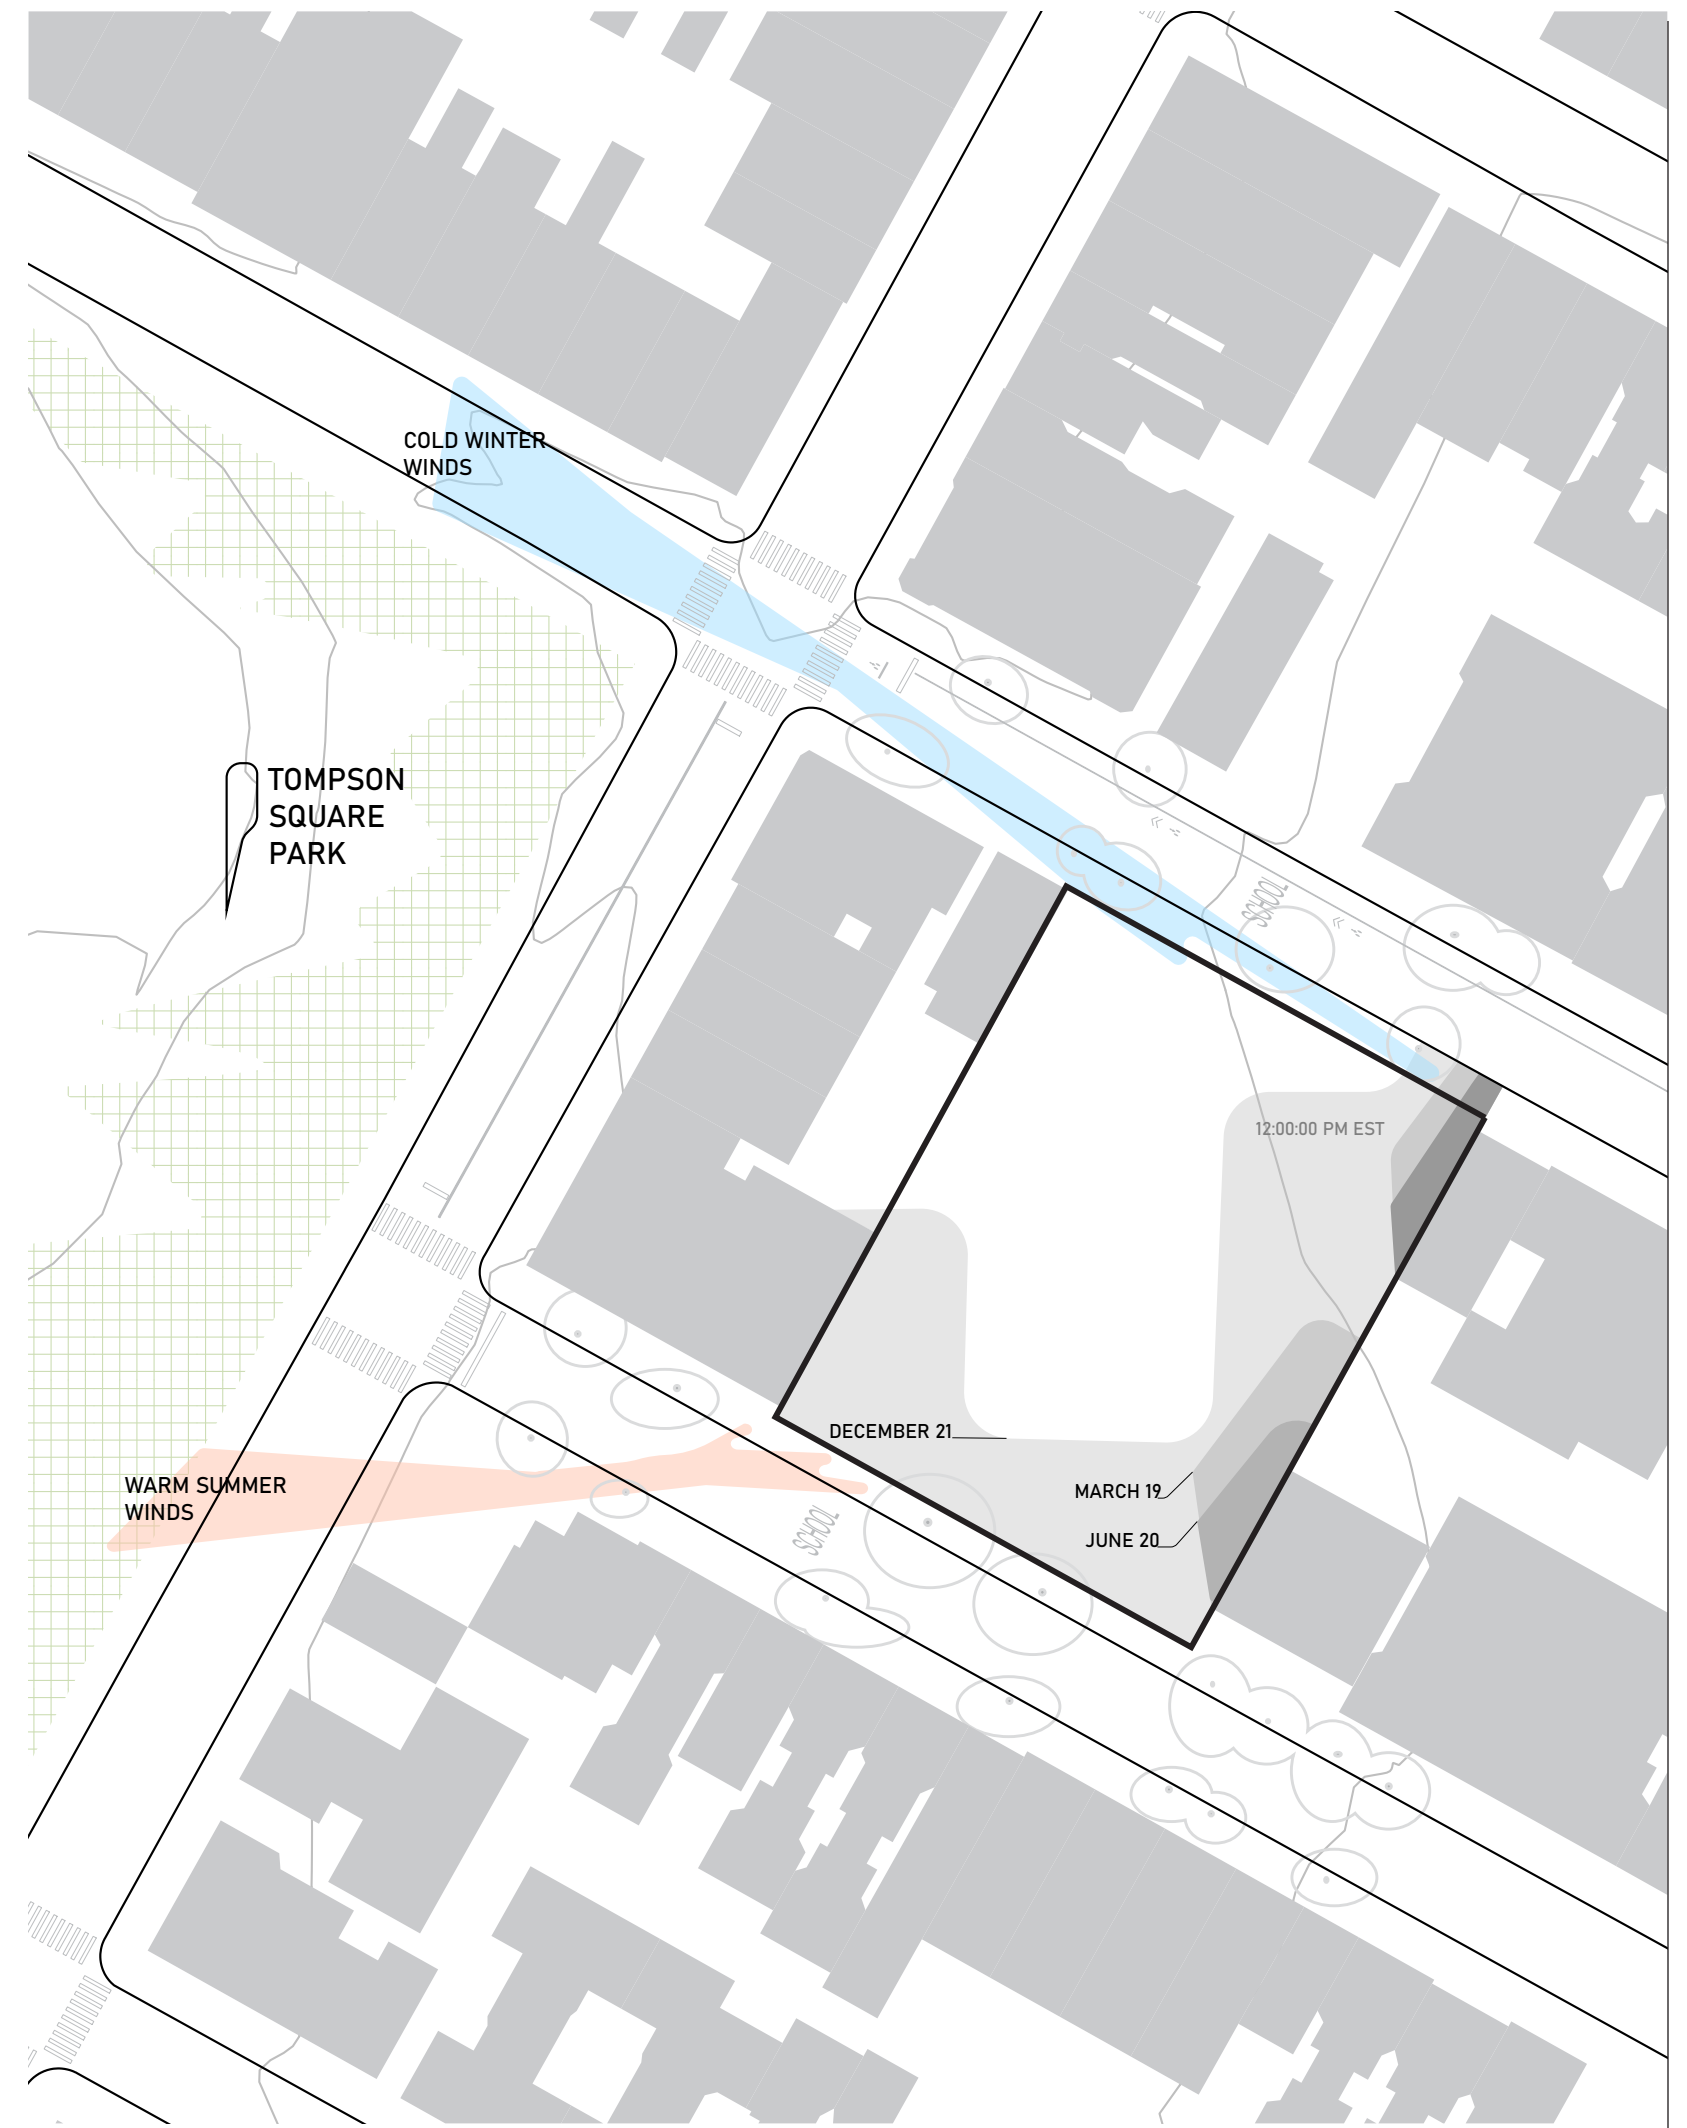 COLD WINTER
WINDS
TOMPSON
SQUARE
PARK
SCHOOL
12:00:00 PM EST
DECEMBER 21
MARCH 19
WARM SUMMER
WINDS
SCHOOL
JUNE 20